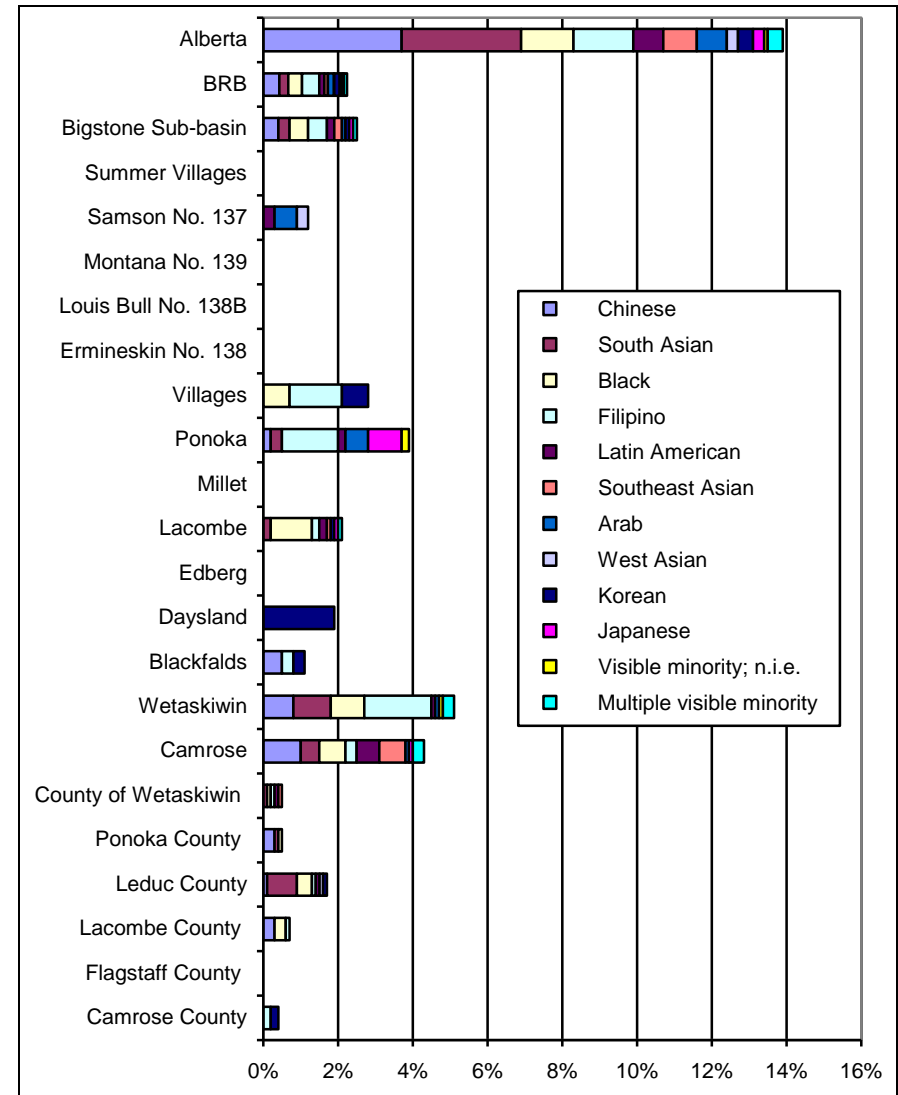 Alberta
BRB
Bigstone Sub-basin
Summer Villages
Samson No. 137
Montana No. 139
Louis Bull No. 138B
Ermineskin No. 138
Villages
Ponoka
Millet
Lacombe
Edberg
Daysland
Blackfalds
Wetaskiwin
Camrose
County of Wetaskiwin
Ponoka County
Leduc County
Lacombe County
Flagstaff County
Camrose County
Chinese
South Asian
Black
Filipino
Latin American
Southeast Asian
Arab
West Asian
Korean
Japanese
Visible minority; n.i.e.
Multiple visible minority
0% 2% 4% 6% 8% 10% 12% 14% 16%